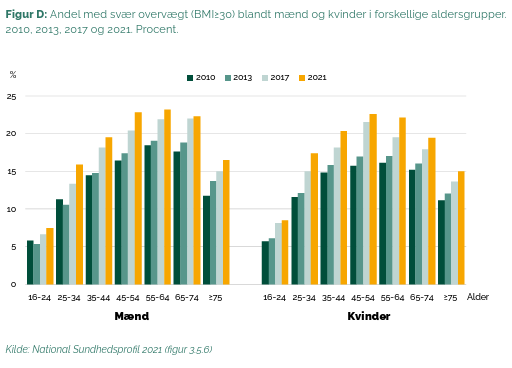 Figur D: Andel med svær overvægt (BMI≥30) blandt mænd og kvinder i forskellige aldersgrupper.
2010, 2013, 2017 og 2021. Procent.
%
2010 2013 2017 2021
25
20
15
10
5
0
16-24 25-34 35-44 45-54 55-64 65-74 ≥75 16-24 25-34 35-44 45-54 55-64 65-74 ≥75 Alder
Mænd Kvinder
Kilde: National Sundhedsprofil 2021 (figur 3.5.6)